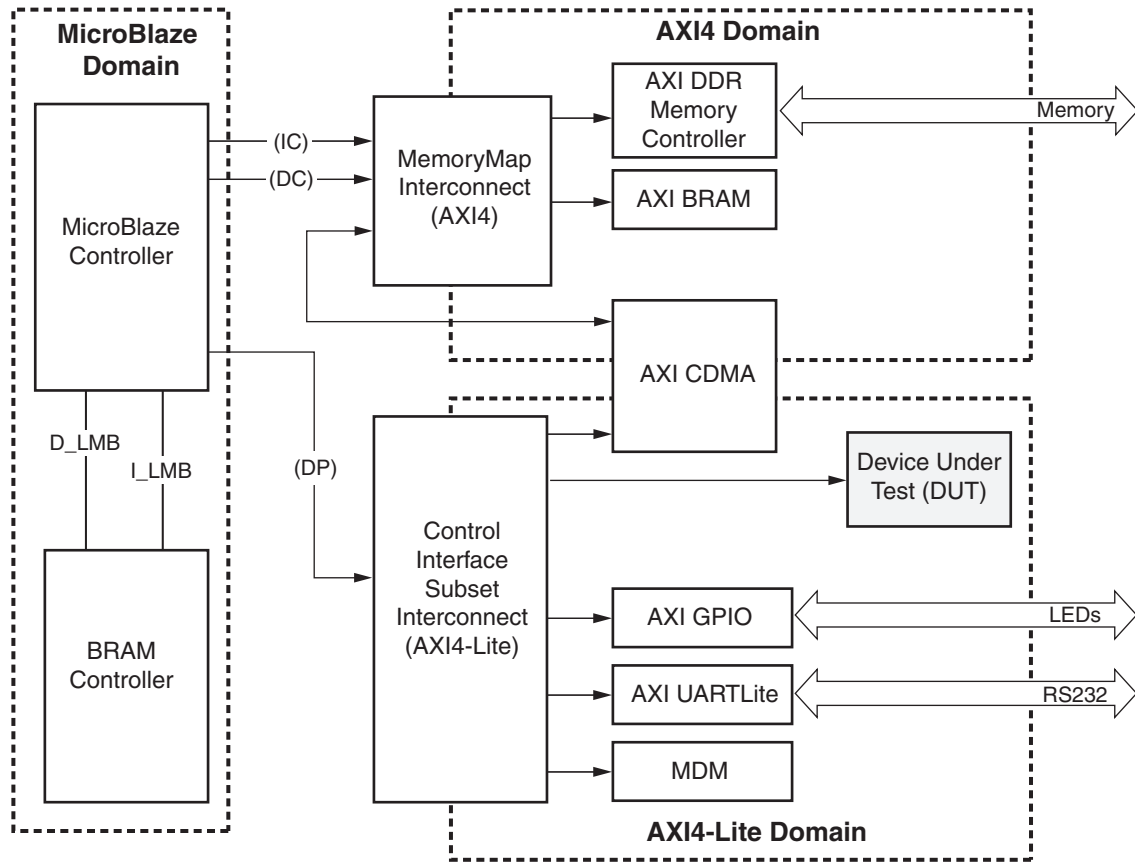 MicroBlaze
Domain
AXI4 Domain
MicroBlaze
Controller
(IC)
(DC)
MemoryMap
Interconnect
(AXI4)
AXI DDR
Memory
Controller
Memory
AXI BRAM
AXI CDMA
D_LMB
I_LMB
(DP)
Device Under
Test (DUT)
Control
Interface
Subset
Interconnect
(AXI4-Lite)
BRAM
Controller
AXI GPIO
LEDs
AXI UARTLite
RS232
MDM
AXI4-Lite Domain